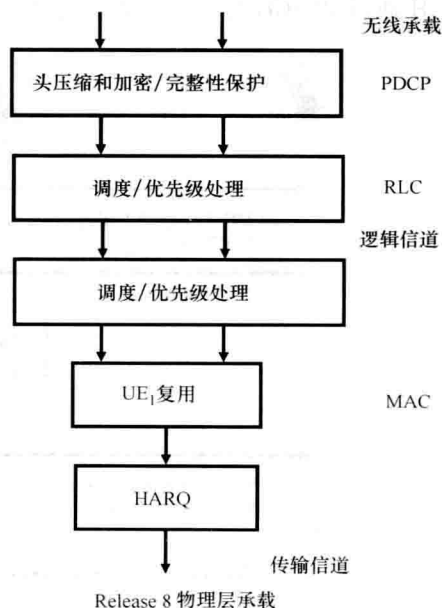 无线承载
头压缩和加密/完整性保护
PDCP
调度/优先级处理
RLC
逻辑信道
调度/优先级处理
UE₁复用
MAC
HARQ
传输信道
Release 8 物理层承载